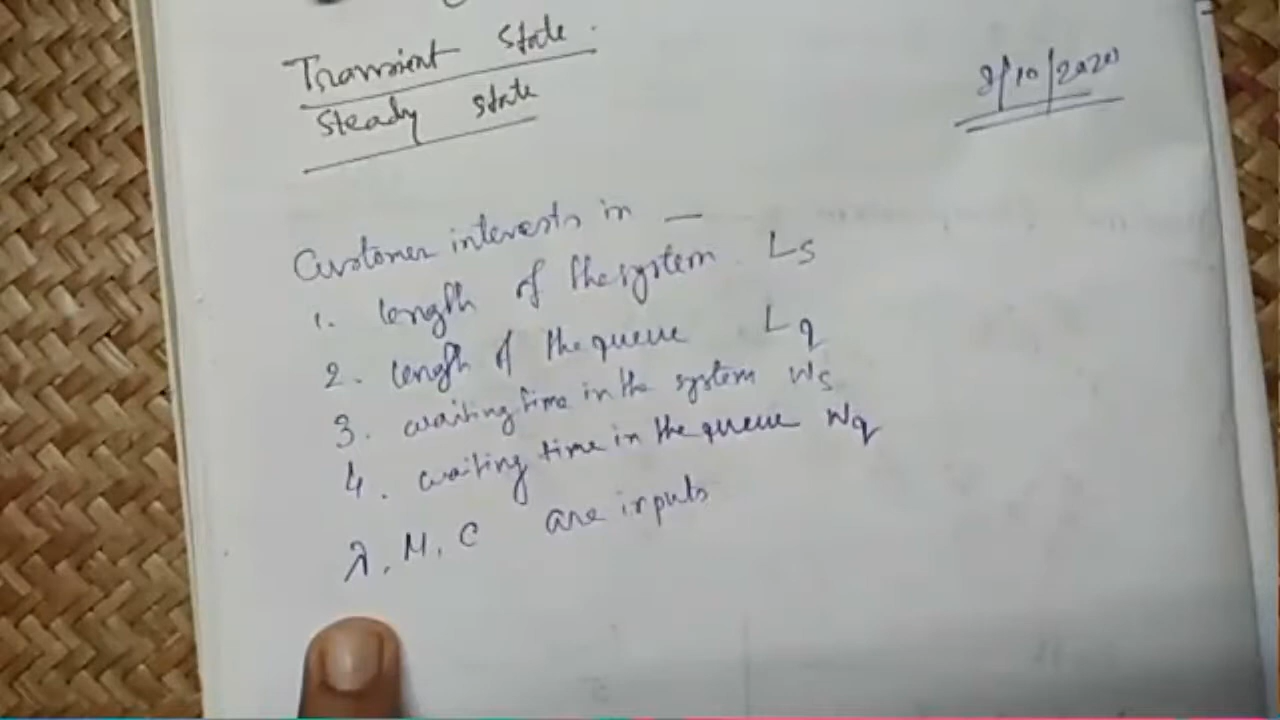 Transient state.
Steady state
8/10/2020
Customer interests in —
1. length of the system Ls
2. length of the queue Lq
3. waiting time in the system Ws
4. waiting time in the queue Wq
λ, M, C are inputs